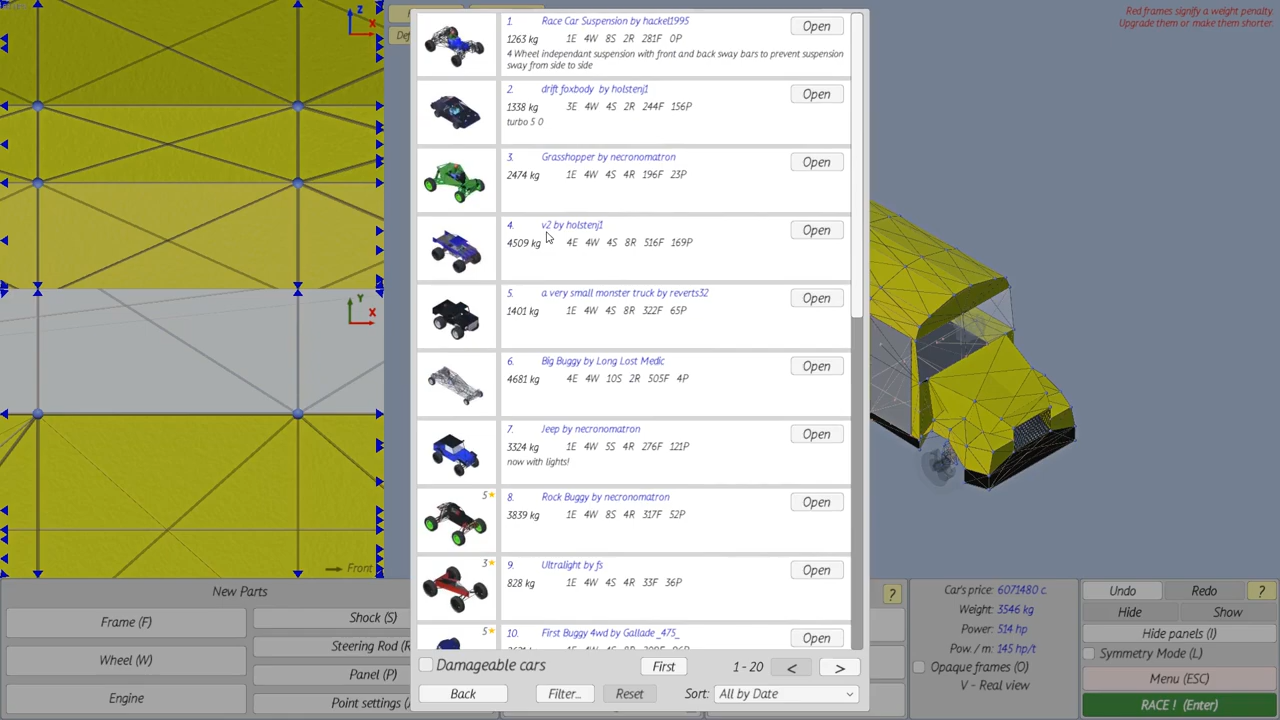 Red frames signify a weight penalty.
Upgrade them or make them shorter.
Z
X
Y
X
Front
Def
1. Race Car Suspension by hackel1995
1263 kg 1E 4W 8S 2R 281F 0P
4 Wheel independant suspension with front and back sway bars to prevent suspension
sway from side to side
Open
2. drift foxbody by holstenj1
1338 kg 3E 4W 4S 2R 244F 156P
turbo 5 0
Open
3. Grasshopper by necronomatron
2474 kg 1E 4W 4S 4R 196F 23P
Open
4. v2 by holstenj1
4509 kg 4E 4W 4S 8R 316F 169P
Open
5. a very small monster truck by reverts32
1401 kg 1E 4W 4S 8R 322F 65P
Open
6. Big Buggy by Long Lost Medic
4681 kg 4E 4W 10S 2R 505F 4P
Open
7. Jeep by necronomatron
3324 kg 1E 4W 5S 4R 276F 121P
now with lights!
Open
5
8. Rock Buggy by necronomatron
3839 kg 1E 4W 8S 4R 317F 52P
Open
3
9. Ultralight by fs
828 kg 1E 4W 4S 4R 33F 36P
Open
5
10. First Buggy 4wd by Gallade _475_
Open
Damageable cars
First
1 - 20
<
>
Back
Filter...
Reset
Sort:
All by Date
New Parts
Frame (F)
Wheel (W)
Engine
Shock (S)
Steering Rod (R
Panel (P)
Point settings (
?
Car's price: 6071480 c.
Weight: 3546 kg
Power: 514 hp
Pow. / m: 145 hp/t
Opaque frames (O)
V - Real view
Undo
Redo
?
Hide
Show
Hide panels (I)
Symmetry Mode (L)
Menu (ESC)
RACE ! (Enter)